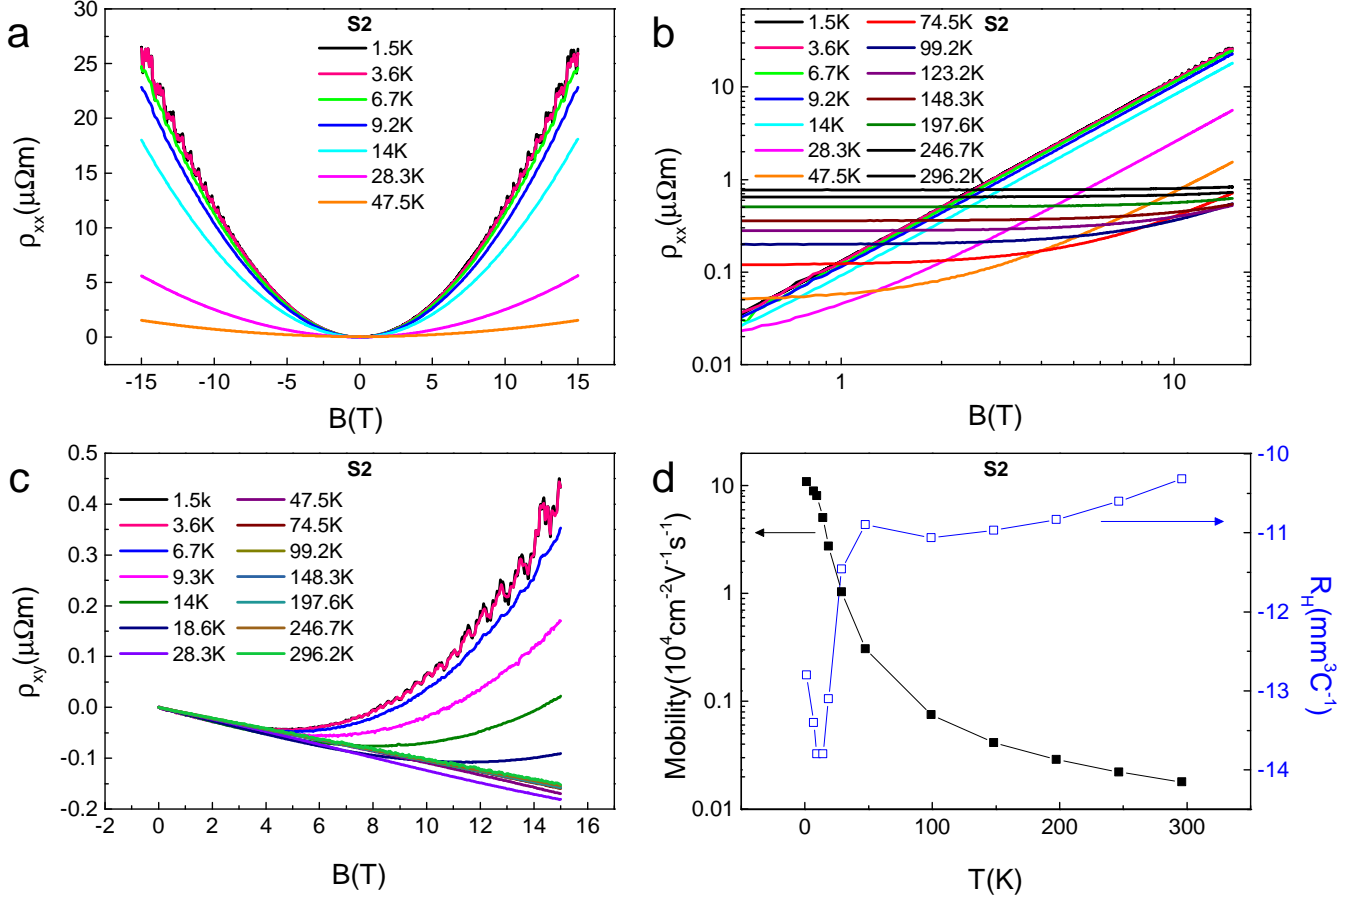 a
S2
1.5K
3.6K
6.7K
9.2K
14K
28.3K
47.5K
30
25
20
15
10
5
0
ρxx(μΩm)
-15 -10 -5 0 5 10 15
B(T)
b
S2
1.5K 74.5K
3.6K 99.2K
6.7K 123.2K
9.2K 148.3K
14K 197.6K
28.3K 246.7K
47.5K 296.2K
10
1
0.1
0.01
ρxx(μΩm)
1 10
B(T)
c
S2
1.5k 47.5K
3.6K 74.5K
6.7K 99.2K
9.3K 148.3K
14K 197.6K
18.6K 246.7K
28.3K 296.2K
0.5
0.4
0.3
0.2
0.1
0.0
-0.1
-0.2
ρxy(μΩm)
-2 0 2 4 6 8 10 12 14 16
B(T)
d
S2
10
1
0.1
0.01
Mobility(10⁴cm⁻²V⁻¹s⁻¹)
-10
-11
-12
-13
-14
RH(mm³C⁻¹)
0 100 200 300
T(K)